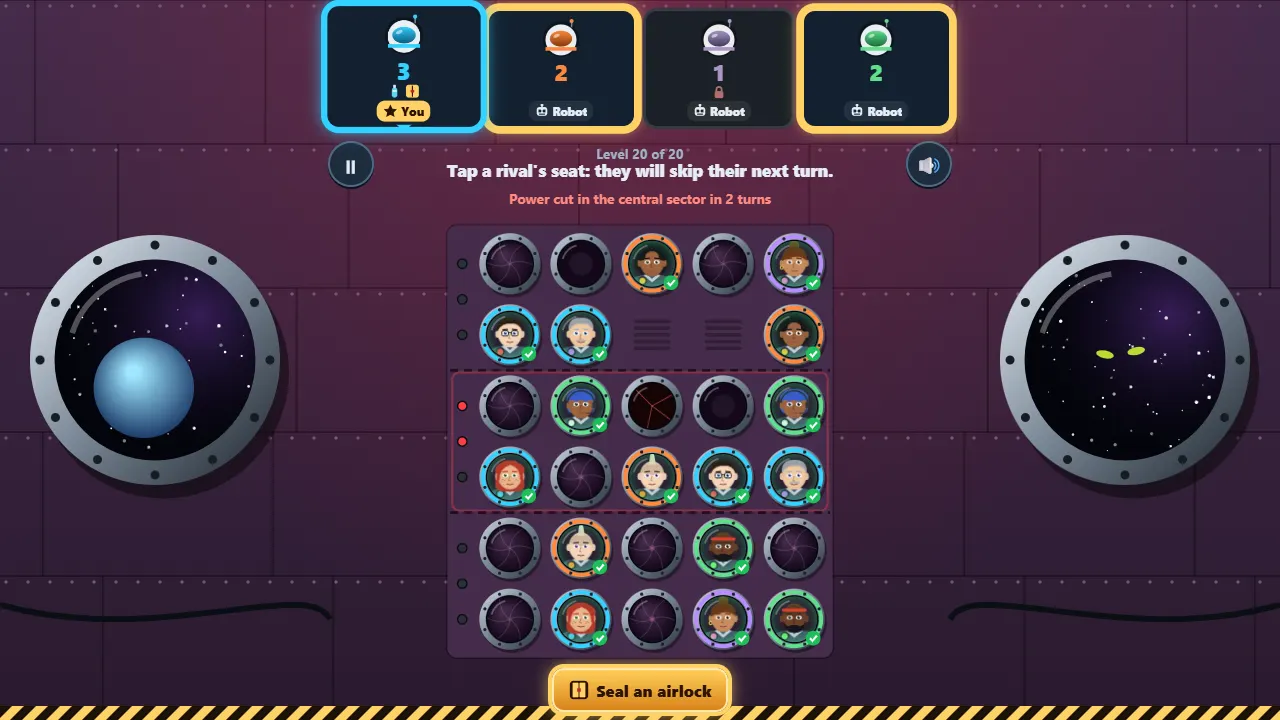 3
You
2
Robot
1
Robot
2
Robot
Level 20 of 20
Tap a rival's seat: they will skip their next turn.
Power cut in the central sector in 2 turns
Seal an airlock